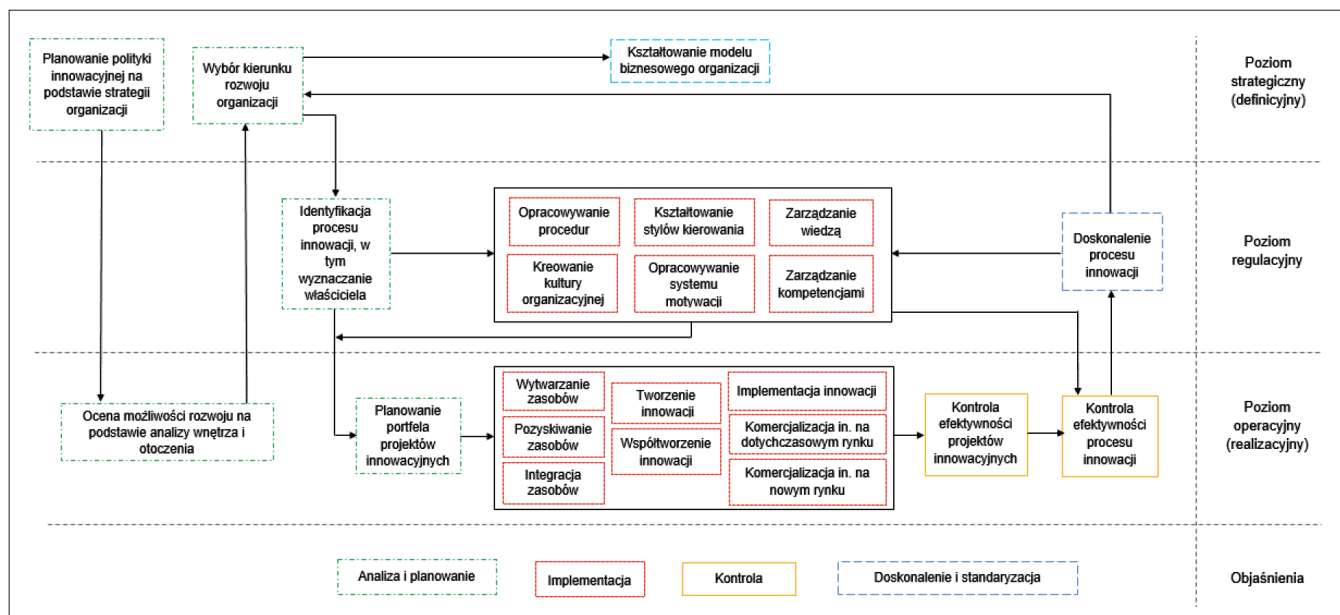 Planowanie polityki
innowacyjnej na
podstawie strategii
organizacji
Wybór kierunku
rozwoju
organizacji
Kształtowanie modelu
biznesowego organizacji
Poziom
strategiczny
(definicyjny)
Identyfikacja
procesu
innowacji, w
tym
wyznaczanie
właściciela
Opracowywanie
procedur
Kształtowanie
stylów kierowania
Zarządzanie
wiedzą
Kreowanie
kultury
organizacyjnej
Opracowywanie
systemu
motywacji
Zarządzanie
kompetencjami
Doskonalenie
procesu
innowacji
Poziom
regulacyjny
Ocena możliwości rozwoju na
podstawie analizy wnętrza i
otoczenia
Planowanie
portfela
projektów
innowacyjnych
Wytwarzanie
zasobów
Pozyskiwanie
zasobów
Integracja
zasobów
Tworzenie
innowacji
Współtworzenie
innowacji
Implementacja innowacji
Komercjalizacja in. na
dotychczasowym rynku
Komercjalizacja in. na
nowym rynku
Kontrola
efektywności
projektów
innowacyjnych
Kontrola
efektywności
procesu
innowacji
Poziom
operacyjny
(realizacyjny)
Analiza i planowanie
Implementacja
Kontrola
Doskonalenie i standaryzacja
Objaśnienia